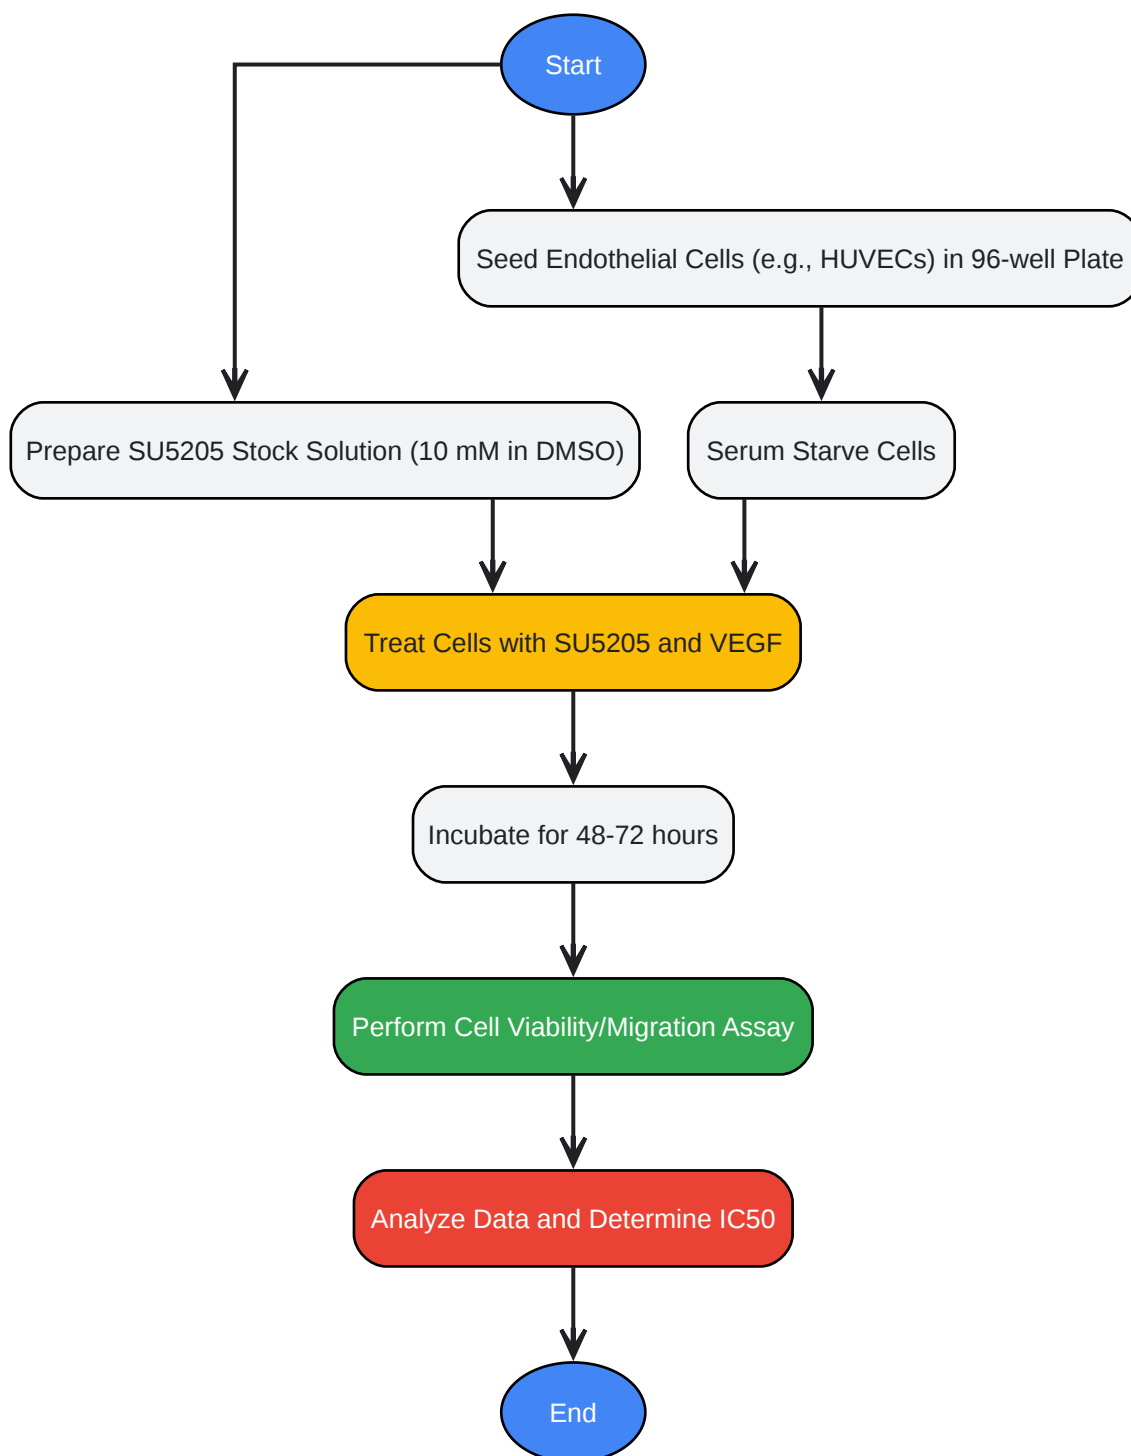 Start
Seed Endothelial Cells (e.g., HUVECs) in 96-well Plate
Prepare SU5205 Stock Solution (10 mM in DMSO)
Serum Starve Cells
Treat Cells with SU5205 and VEGF
Incubate for 48-72 hours
Perform Cell Viability/Migration Assay
Analyze Data and Determine IC50
End